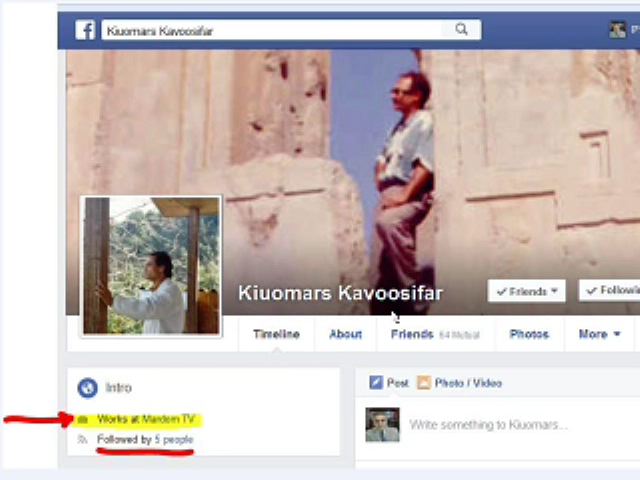 Kiuomars Kavoosifar
Kiuomars Kavoosifar
Friends
Timeline
About
Friends 64 Mutual
Photos
More
Intro
Works at Mardom TV
Followed by 5 people
Post
Photo / Video
Write something to Kiuomars...